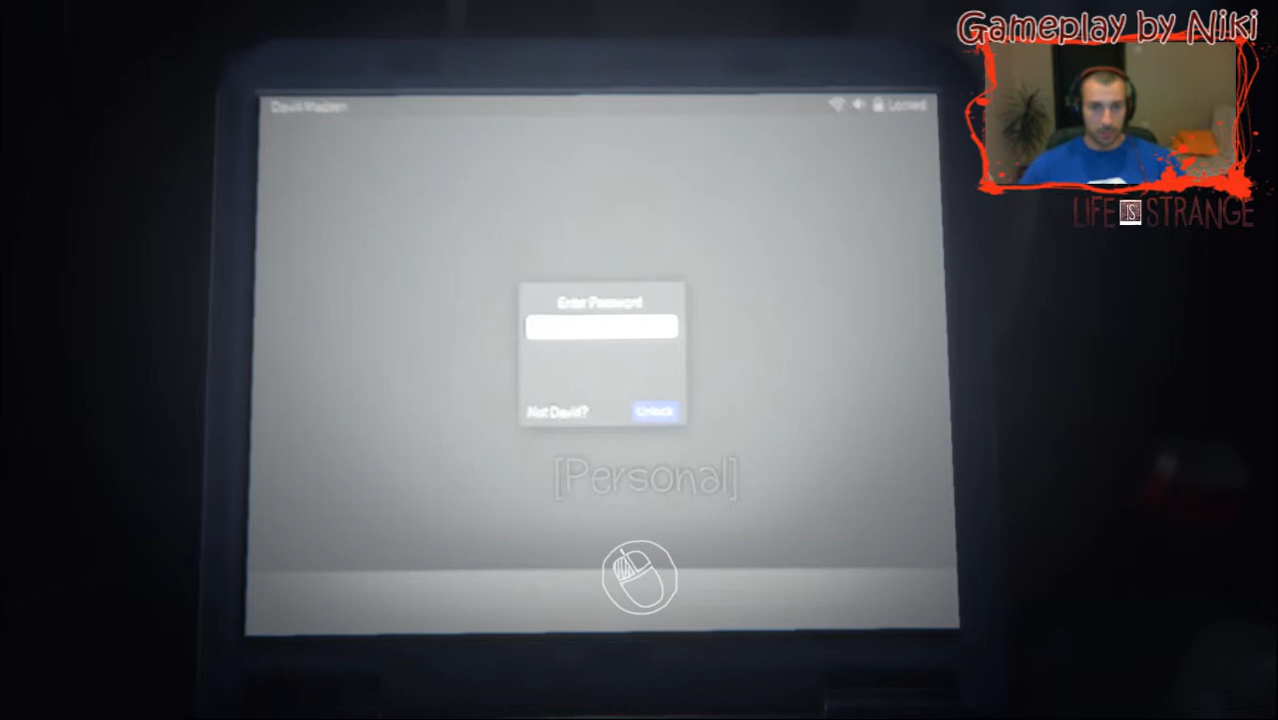 Gameplay by Niki
LIFE IS STRANGE
David Madsen
Locked
Enter Password
Not David?
Unlock
[Personal]